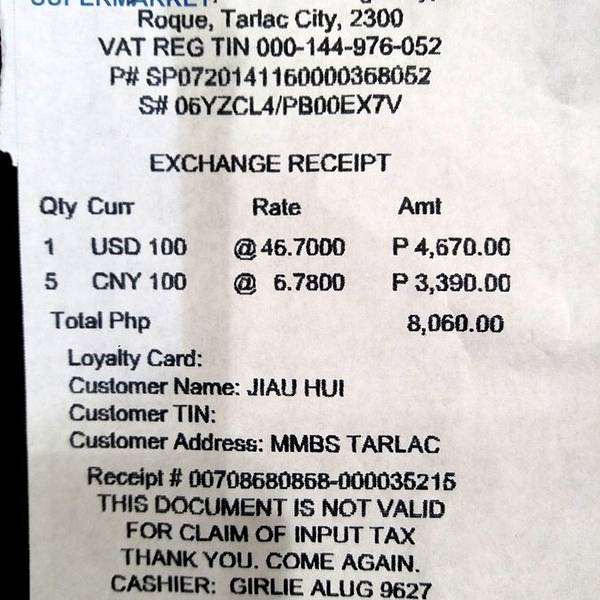 SUPERMARKET
Roque, Tarlac City, 2300
VAT REG TIN 000-144-976-052
P# SP0720141160000368052
S# 06YZCL4/PB00EX7V
EXCHANGE RECEIPT
Qty Curr Rate Amt
1 USD 100 @ 46.7000 P 4,670.00
5 CNY 100 @ 6.7800 P 3,390.00
Total Php 8,060.00
Loyalty Card:
Customer Name: JIAU HUI
Customer TIN:
Customer Address: MMBS TARLAC
Receipt # 00708680868-000035215
THIS DOCUMENT IS NOT VALID
FOR CLAIM OF INPUT TAX
THANK YOU. COME AGAIN.
CASHIER: GIRLIE ALUG 9627